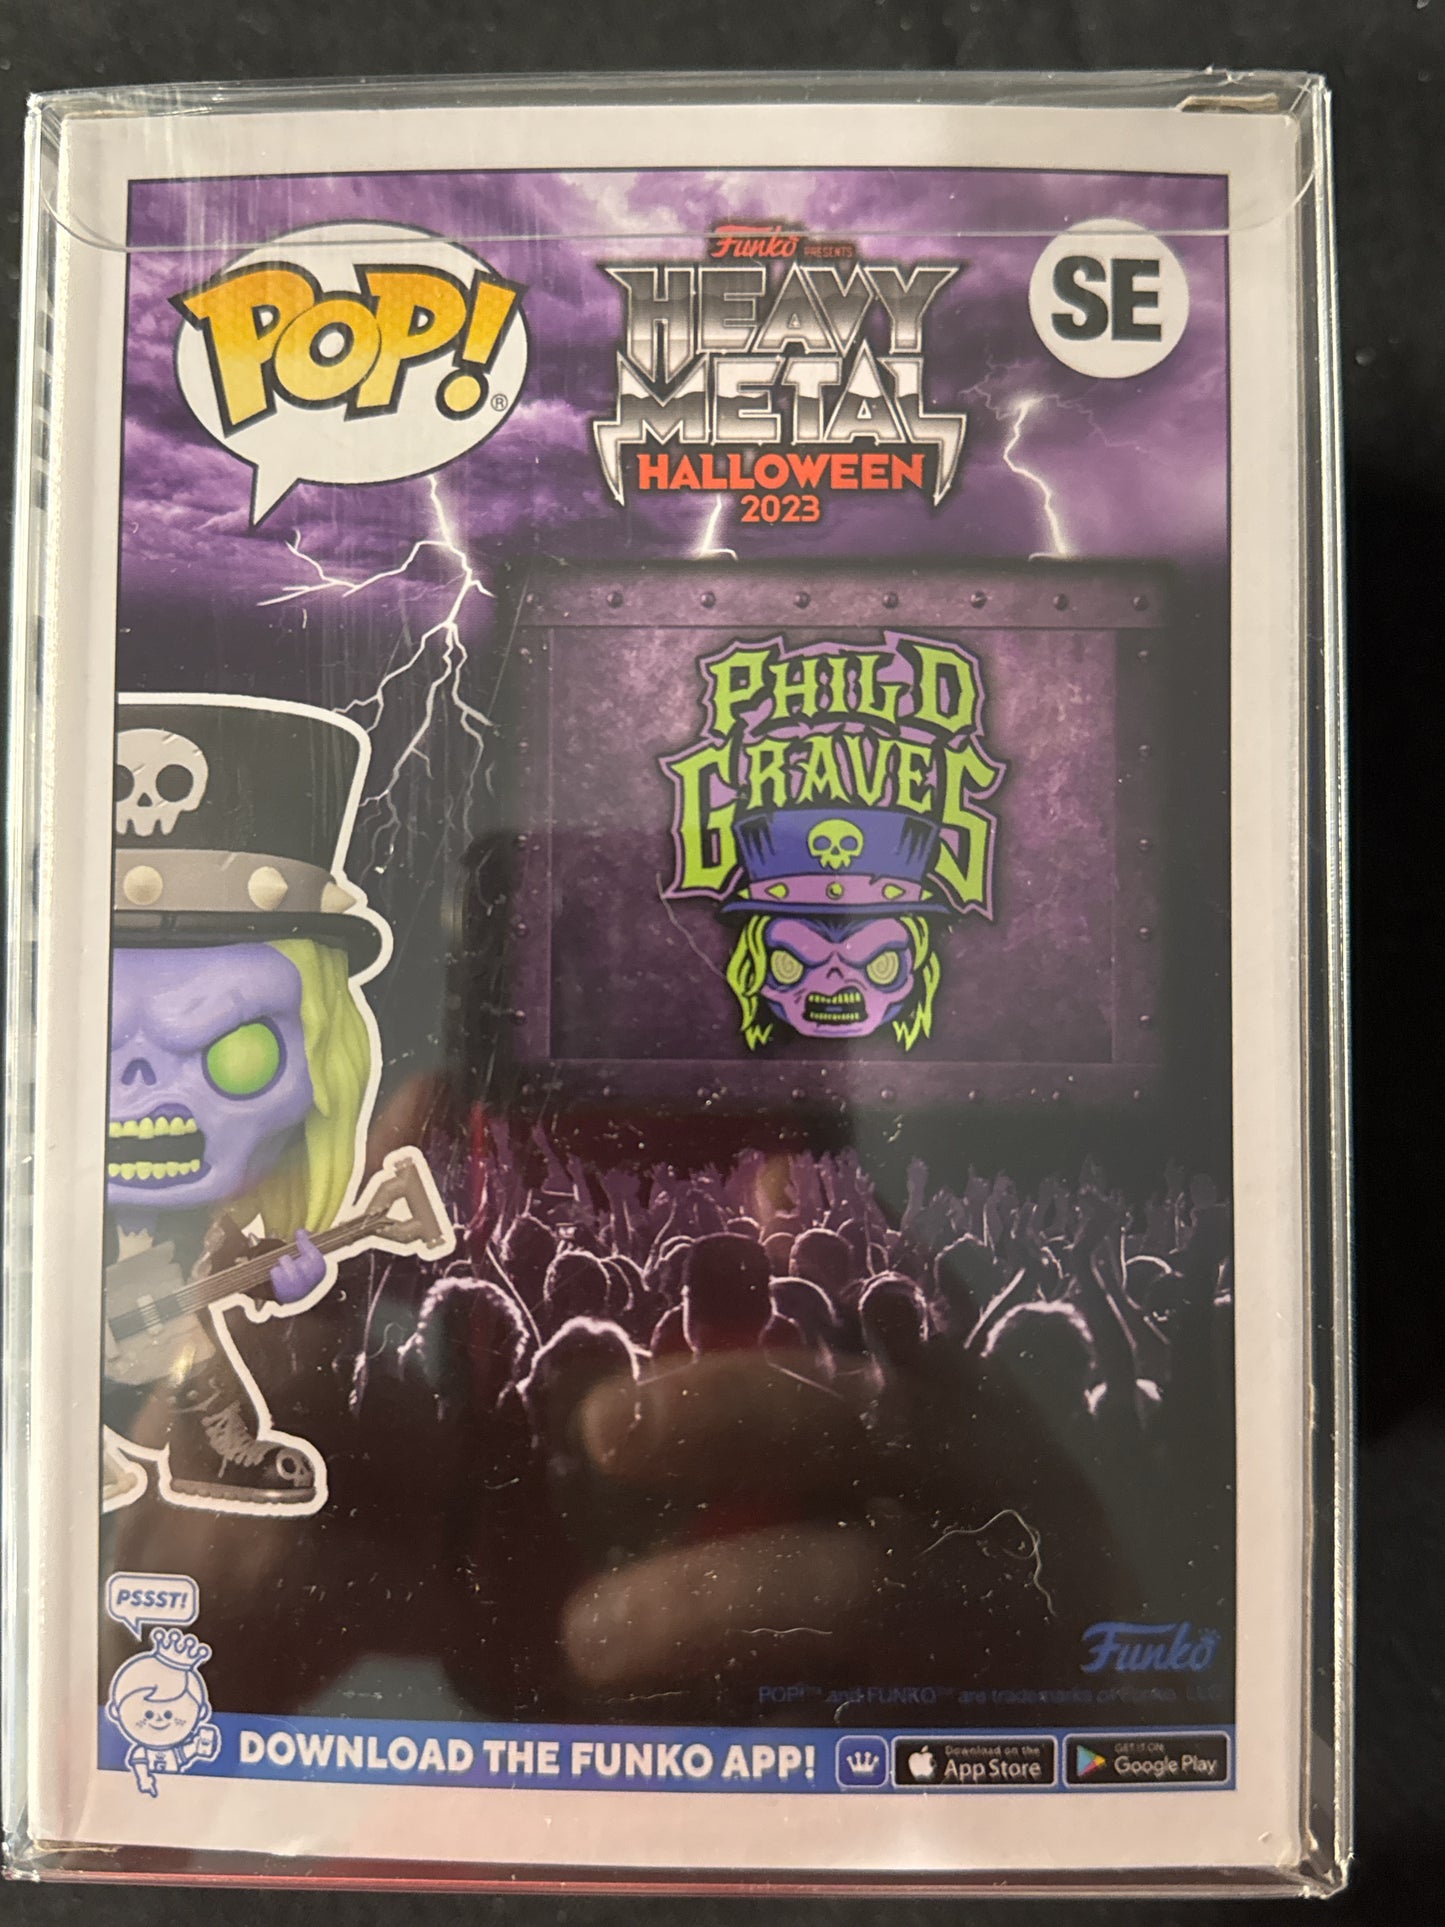 POP!®
Funko PRESENTS
HEAVY
METAL
HALLOWEEN
2023
SE
PHIL D
GRAVES
PSSST!
Funko
POP!™ and FUNKO™ are trademarks of Funko, LLC
DOWNLOAD THE FUNKO APP!
Download on the
App Store
GET IT ON
Google Play